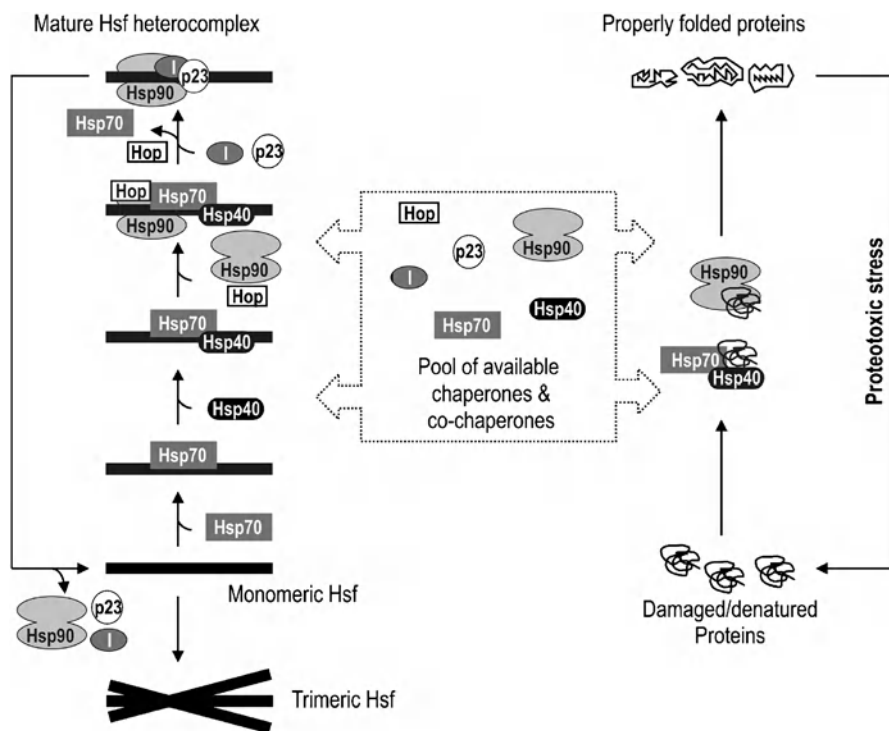 Mature Hsf heterocomplex
I
p23
Hsp90
Hsp70
Hop
I
p23
Hop
Hsp70
Hsp40
Hsp90
Hsp90
Hop
Hsp70
Hsp40
Hsp40
Hsp70
Hsp70
Monomeric Hsf
p23
Hsp90
I
Trimeric Hsf
Hop
p23
Hsp90
I
Hsp40
Hsp70
Pool of available
chaperones &
co-chaperones
Properly folded proteins
Hsp90
Hsp70
Hsp40
Damaged/denatured
Proteins
Proteotoxic stress